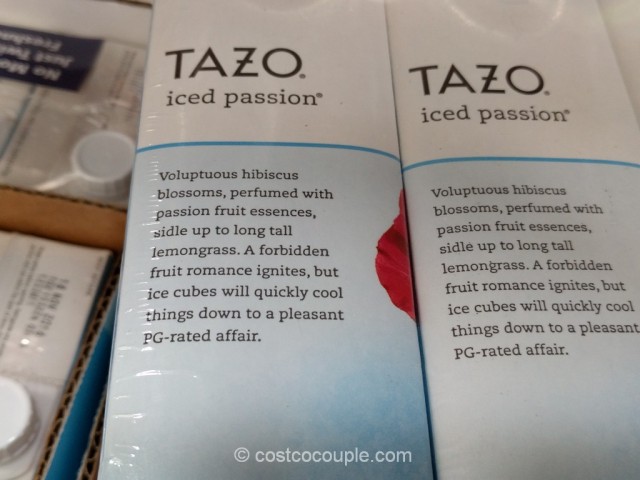 TAZO®
iced passion®
Voluptuous hibiscus
blossoms, perfumed with
passion fruit essences,
sidle up to long tall
lemongrass. A forbidden
fruit romance ignites, but
ice cubes will quickly cool
things down to a pleasant
PG-rated affair.
TAZO®
iced passion®
Voluptuous hibiscus
blossoms, perfumed with
passion fruit essences,
sidle up to long tall
lemongrass. A forbidden
fruit romance ignites, but
ice cubes will quickly cool
things down to a pleasant
PG-rated affair.
© costcocouple.com